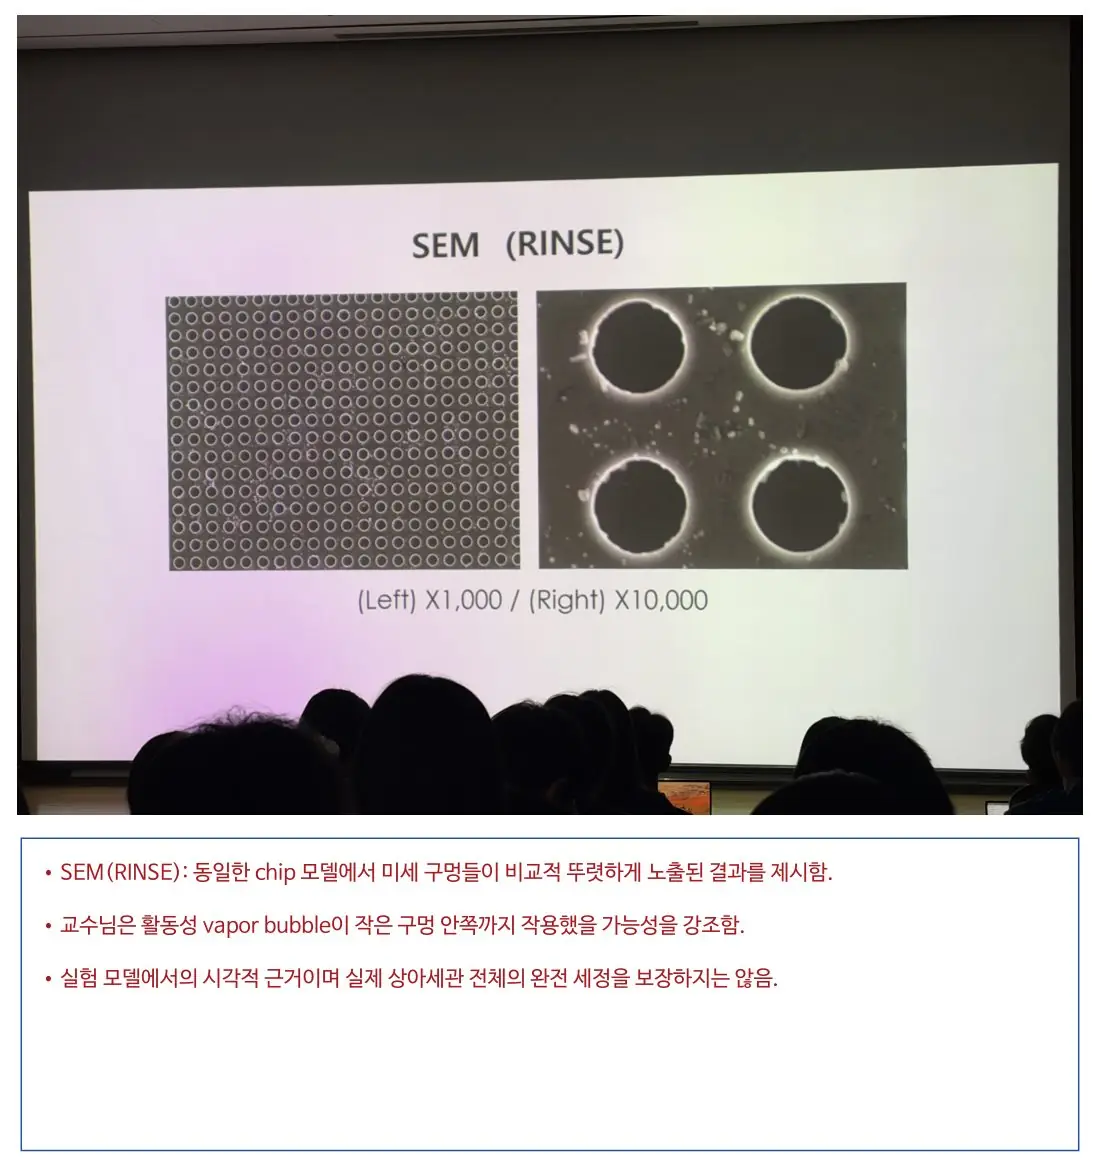 SEM (RINSE)
(Left) X1,000 / (Right) X10,000
• SEM(RINSE): 동일한 chip 모델에서 미세 구멍들이 비교적 뚜렷하게 노출된 결과를 제시함.
• 교수님은 활동성 vapor bubble이 작은 구멍 안쪽까지 작용했을 가능성을 강조함.
• 실험 모델에서의 시각적 근거이며 실제 상아세관 전체의 완전 세정을 보장하지는 않음.